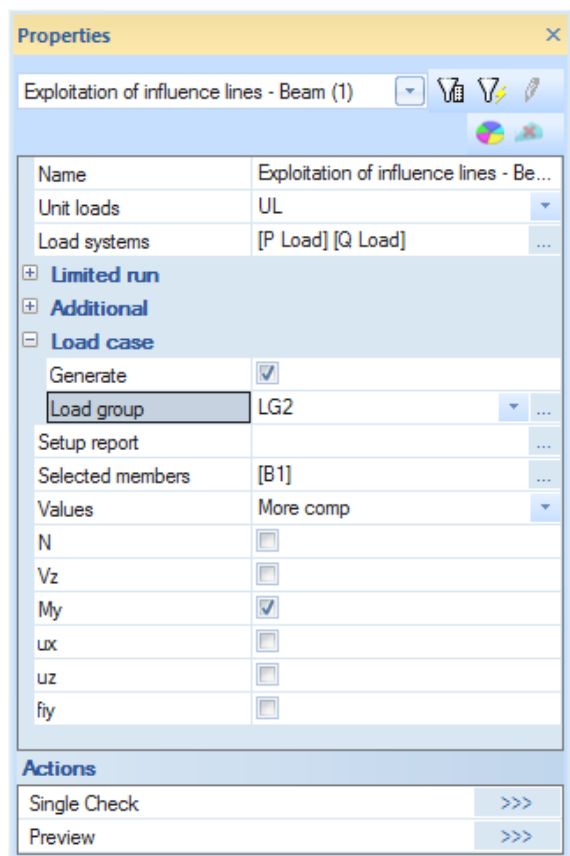 Properties
Exploitation of influence lines - Beam (1)
Name Exploitation of influence lines - Be...
Unit loads UL
Load systems [P Load] [Q Load] ...
Limited run
Additional
Load case
Generate
Load group LG2 ...
Setup report ...
Selected members [B1] ...
Values More comp
N
Vz
My
ux
uz
fiy
Actions
Single Check >>>
Preview >>>